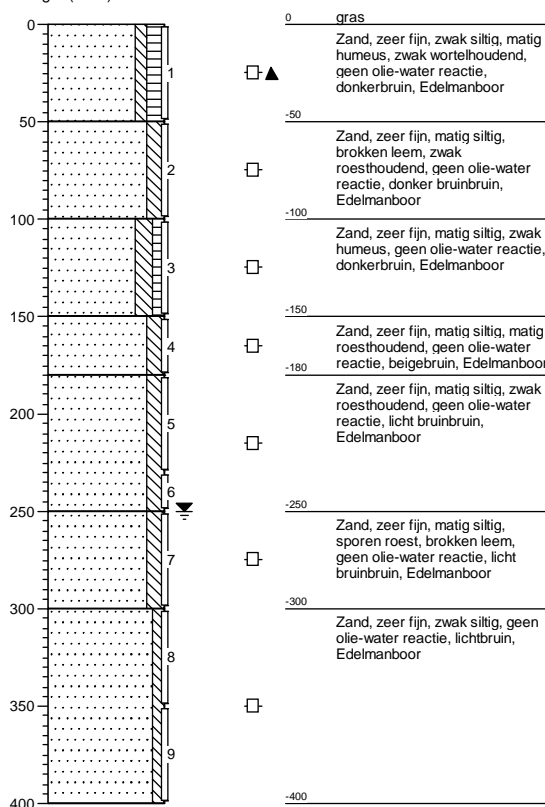 0
gras
0
Zand, zeer fijn, zwak siltig, matig
humeus, zwak wortelhoudend,
geen olie-water reactie,
donkerbruin, Edelmanboor
1
50
-50
Zand, zeer fijn, matig siltig,
brokken leem, zwak
roesthoudend, geen olie-water
reactie, donker bruinbruin,
Edelmanboor
2
100
-100
Zand, zeer fijn, matig siltig, zwak
humeus, geen olie-water reactie,
donkerbruin, Edelmanboor
3
150
-150
Zand, zeer fijn, matig siltig, matig
roesthoudend, geen olie-water
reactie, beigebruin, Edelmanboor
4
-180
Zand, zeer fijn, matig siltig, zwak
roesthoudend, geen olie-water
reactie, licht bruinbruin,
Edelmanboor
200
5
6
250
-250
Zand, zeer fijn, matig siltig,
sporen roest, brokken leem,
geen olie-water reactie, licht
bruinbruin, Edelmanboor
7
300
-300
Zand, zeer fijn, zwak siltig, geen
olie-water reactie, lichtbruin,
Edelmanboor
8
350
9
400
-400